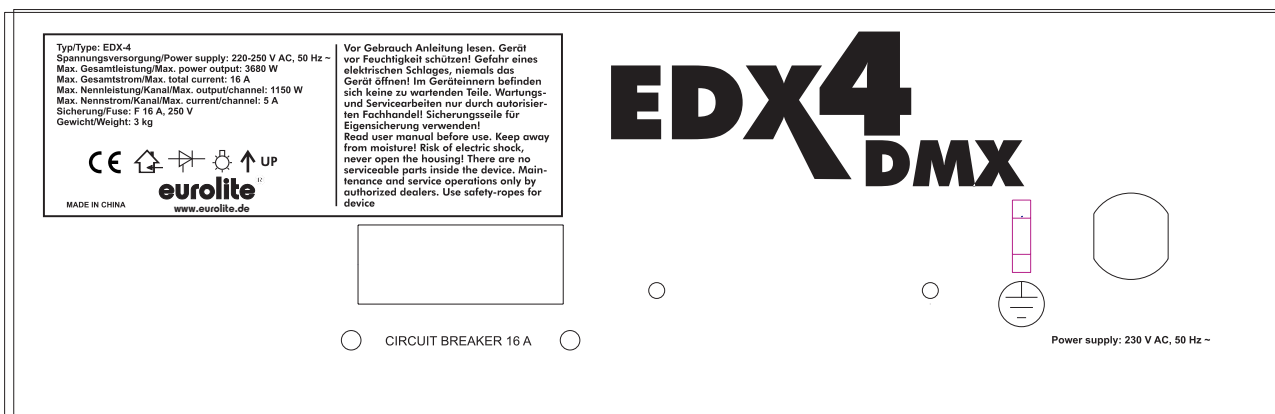 Typ/Type: EDX-4
Spannungsversorgung/Power supply: 220-250 V AC, 50 Hz ~
Max. Gesamtleistung/Max. power output: 3680 W
Max. Gesamtstrom/Max. total current: 16 A
Max. Nennleistung/Kanal/Max. output/channel: 1150 W
Max. Nennstrom/Kanal/Max. current/channel: 5 A
Sicherung/Fuse: F 16 A, 250 V
Gewicht/Weight: 3 kg
CE
UP
eurolite
MADE IN CHINA
www.eurolite.de
Vor Gebrauch Anleitung lesen. Gerät
vor Feuchtigkeit schützen! Gefahr eines
elektrischen Schlages, niemals das
Gerät öffnen! Im Geräteinnern befinden
sich keine zu wartenden Teile. Wartungs-
und Servicearbeiten nur durch autorisier-
ten Fachhandel! Sicherungsseile für
Eigensicherung verwenden!
Read user manual before use. Keep away
from moisture! Risk of electric shock,
never open the housing! There are no
serviceable parts inside the device. Main-
tenance and service operations only by
authorized dealers. Use safety-ropes for
device
EDX4
DMX
CIRCUIT BREAKER 16 A
Power supply: 230 V AC, 50 Hz ~